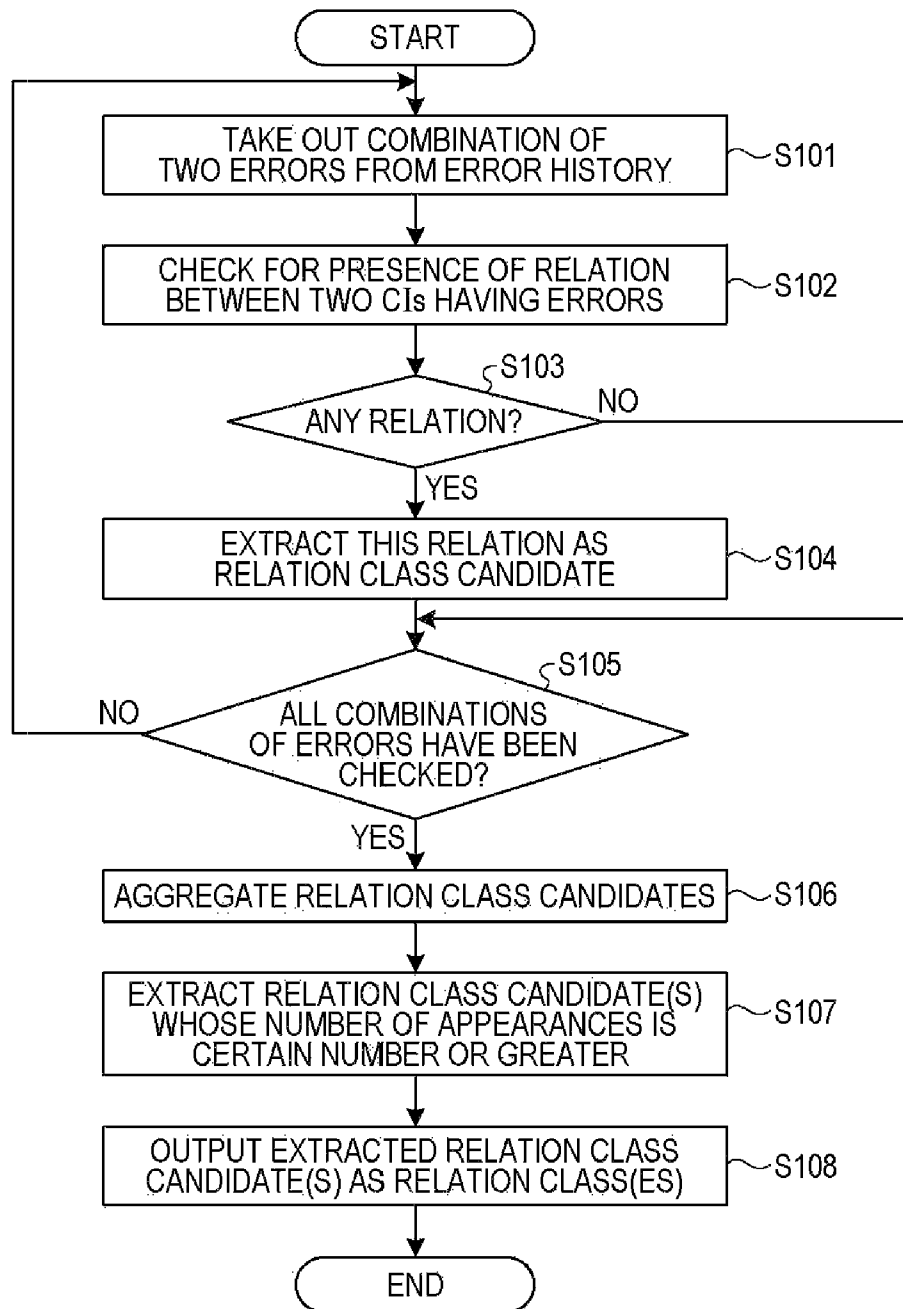 START
TAKE OUT COMBINATION OF
TWO ERRORS FROM ERROR HISTORY
S101
CHECK FOR PRESENCE OF RELATION
BETWEEN TWO CIs HAVING ERRORS
S102
S103
ANY RELATION?
NO
YES
EXTRACT THIS RELATION AS
RELATION CLASS CANDIDATE
S104
S105
NO
ALL COMBINATIONS
OF ERRORS HAVE BEEN
CHECKED?
YES
AGGREGATE RELATION CLASS CANDIDATES
S106
EXTRACT RELATION CLASS CANDIDATE(S)
WHOSE NUMBER OF APPEARANCES IS
CERTAIN NUMBER OR GREATER
S107
OUTPUT EXTRACTED RELATION CLASS
CANDIDATE(S) AS RELATION CLASS(ES)
S108
END